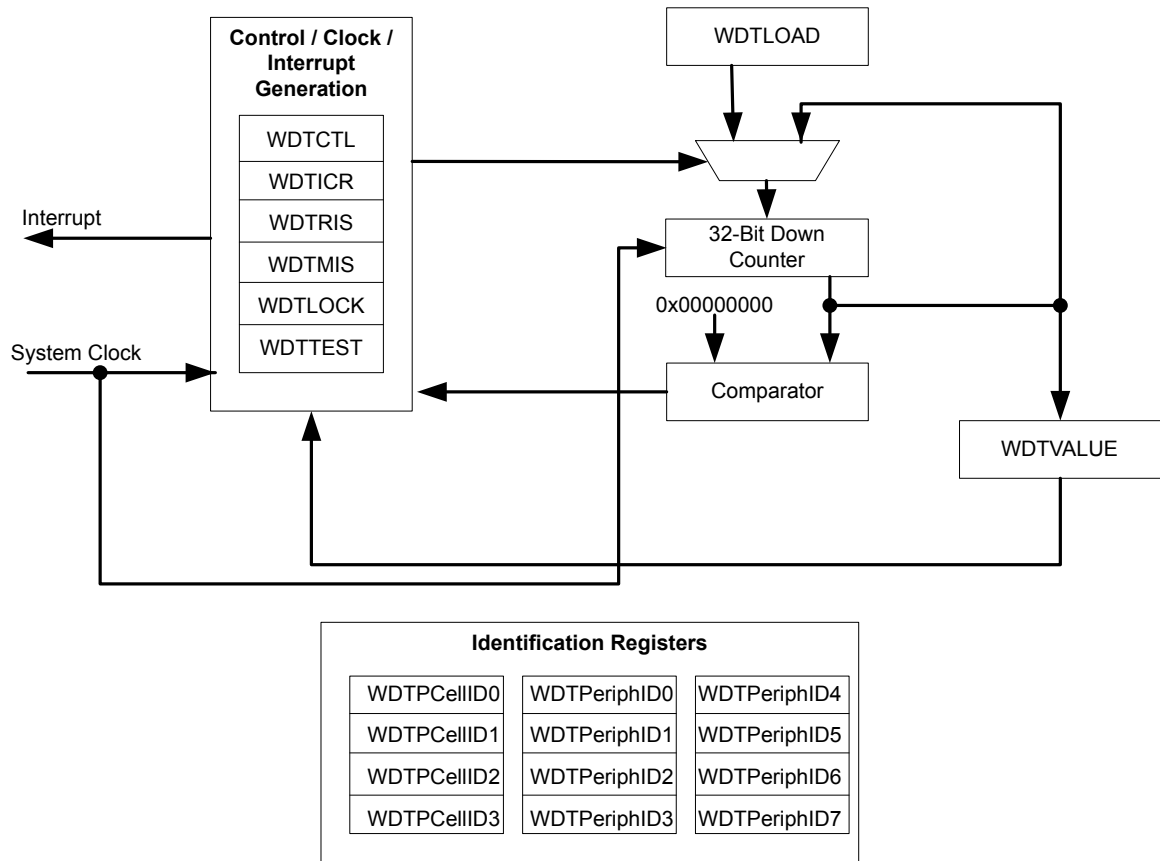 Control / Clock /
Interrupt
Generation
WDTCTL
WDTICR
WDTRIS
WDTMIS
WDTLOCK
WDTTEST
Interrupt
System Clock
WDTLOAD
32-Bit Down
Counter
0x00000000
Comparator
WDTVALUE
Identification Registers
WDTPCellID0
WDTPCellID1
WDTPCellID2
WDTPCellID3
WDTPeriphID0
WDTPeriphID1
WDTPeriphID2
WDTPeriphID3
WDTPeriphID4
WDTPeriphID5
WDTPeriphID6
WDTPeriphID7